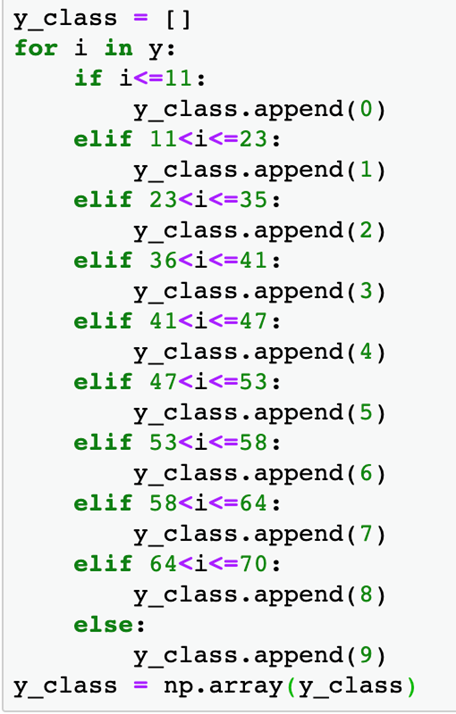 y_class = []
for i in y:
    if i<=11:
        y_class.append(0)
    elif 11<i<=23:
        y_class.append(1)
    elif 23<i<=35:
        y_class.append(2)
    elif 36<i<=41:
        y_class.append(3)
    elif 41<i<=47:
        y_class.append(4)
    elif 47<i<=53:
        y_class.append(5)
    elif 53<i<=58:
        y_class.append(6)
    elif 58<i<=64:
        y_class.append(7)
    elif 64<i<=70:
        y_class.append(8)
    else:
        y_class.append(9)
y_class = np.array(y_class)